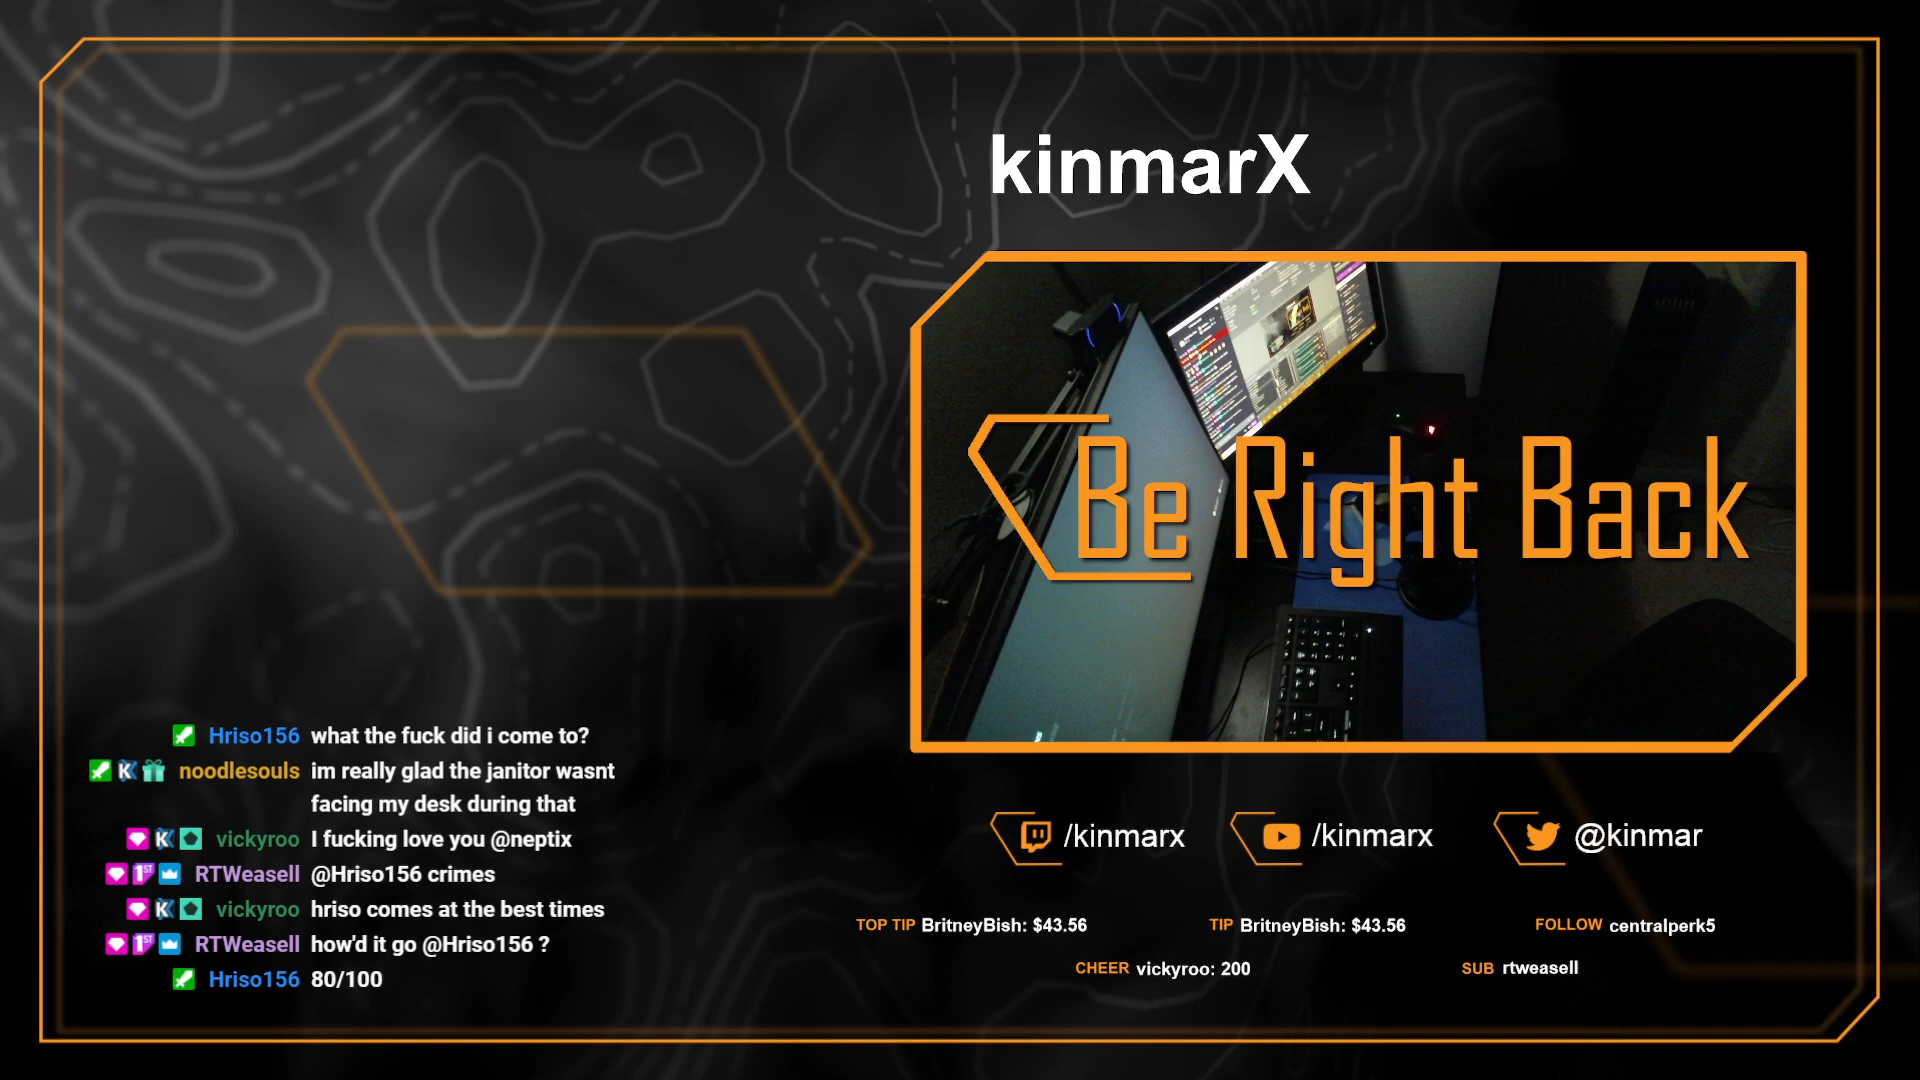 kinmarX
Be Right Back
Hriso156 what the fuck did i come to?
noodlesouls im really glad the janitor wasnt
facing my desk during that
vickyroo I fucking love you @neptix
1ST RTWeasell @Hriso156 crimes
vickyroo hriso comes at the best times
1ST RTWeasell how'd it go @Hriso156 ?
Hriso156 80/100
/kinmarx /kinmarx @kinmar
TOP TIP BritneyBish: $43.56 TIP BritneyBish: $43.56 FOLLOW centralperk5
CHEER vickyroo: 200 SUB rtweasell